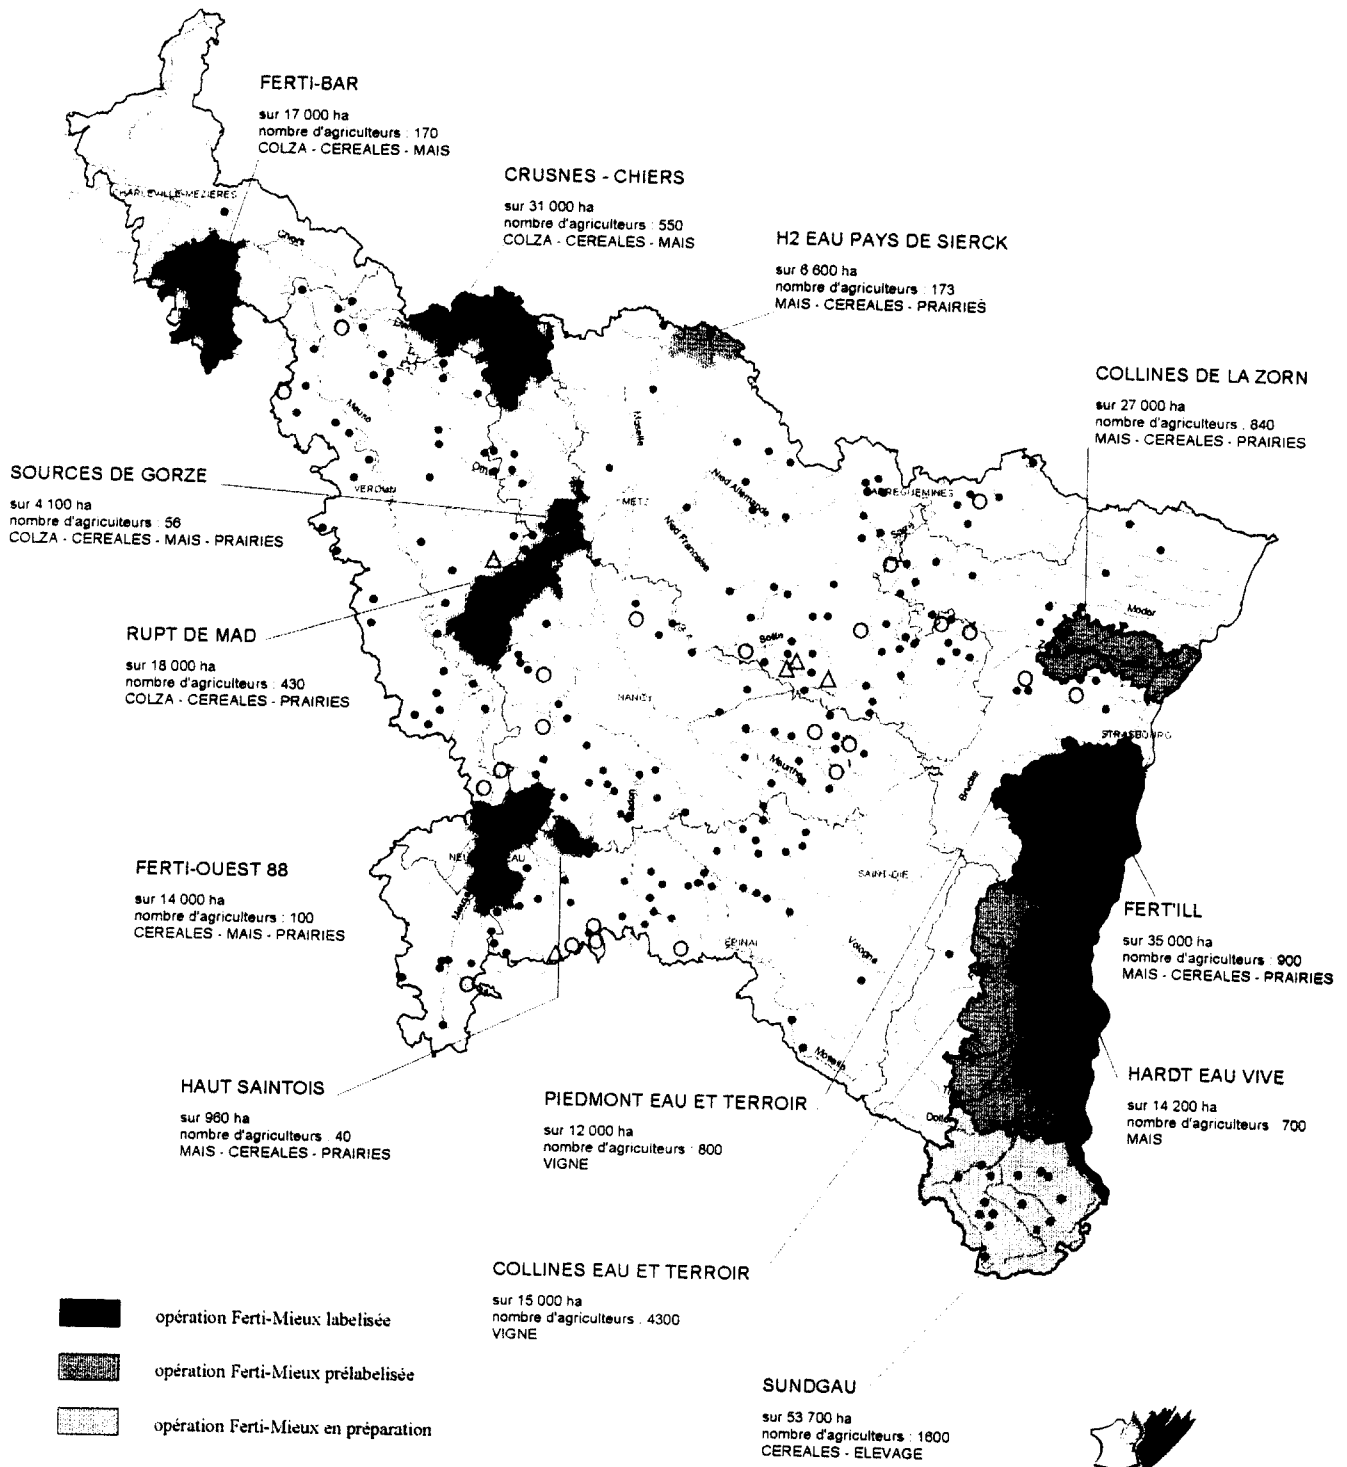 FERTI-BAR
sur 17 000 ha
nombre d'agriculteurs : 170
COLZA - CEREALES - MAIS
CRUSNES - CHIERS
sur 31 000 ha
nombre d'agriculteurs : 550
COLZA - CEREALES - MAIS
H2 EAU PAYS DE SIERCK
sur 6 600 ha
nombre d'agriculteurs : 173
MAIS - CEREALES - PRAIRIES
CHARLEVILLE-MEZIERES
Chiers
COLLINES DE LA ZORN
sur 27 000 ha
nombre d'agriculteurs : 840
MAIS - CEREALES - PRAIRIES
Meuse
Moselle
SOURCES DE GORZE
sur 4 100 ha
nombre d'agriculteurs : 56
COLZA - CEREALES - MAIS - PRAIRIES
VERDUN
METZ
Nied Allemande
Nied Francaise
Moder
RUPT DE MAD
sur 18 000 ha
nombre d'agriculteurs : 430
COLZA - CEREALES - PRAIRIES
NANCY
STRASBOURG
Meurthe
Bruche
Madon
FERTI-OUEST 88
sur 14 000 ha
nombre d'agriculteurs : 100
CEREALES - MAIS - PRAIRIES
SAINT-DIE
EPINAL
Vologne
FERT'ILL
sur 35 000 ha
nombre d'agriculteurs : 900
MAIS - CEREALES - PRAIRIES
Moselle
HAUT SAINTOIS
sur 960 ha
nombre d'agriculteurs : 40
MAIS - CEREALES - PRAIRIES
PIEDMONT EAU ET TERROIR
sur 12 000 ha
nombre d'agriculteurs : 800
VIGNE
HARDT EAU VIVE
sur 14 200 ha
nombre d'agriculteurs 700
MAIS
COLLINES EAU ET TERROIR
sur 15 000 ha
nombre d'agriculteurs : 4300
VIGNE
SUNDGAU
sur 53 700 ha
nombre d'agriculteurs : 1600
CEREALES - ELEVAGE
opération Ferti-Mieux labelisée
opération Ferti-Mieux prélabelisée
opération Ferti-Mieux en préparation